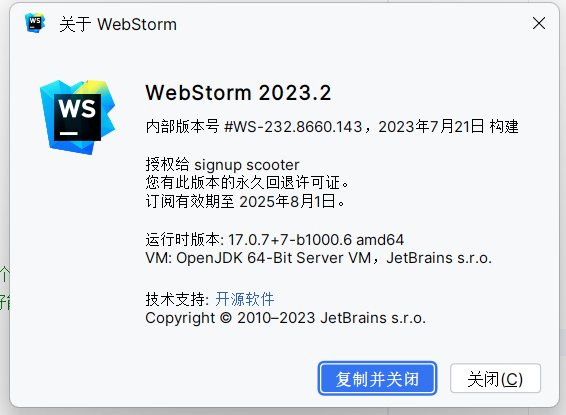 WS 关于 WebStorm
WS
WebStorm 2023.2
内部版本号 #WS-232.8660.143，2023年7月21日 构建
授权给 signup scooter
您有此版本的永久回退许可证。
订阅有效期至 2025年8月1日。
运行时版本: 17.0.7+7-b1000.6 amd64
VM: OpenJDK 64-Bit Server VM，JetBrains s.r.o.
技术支持: 开源软件
Copyright © 2010–2023 JetBrains s.r.o.
个
复制并关闭 关闭(C)